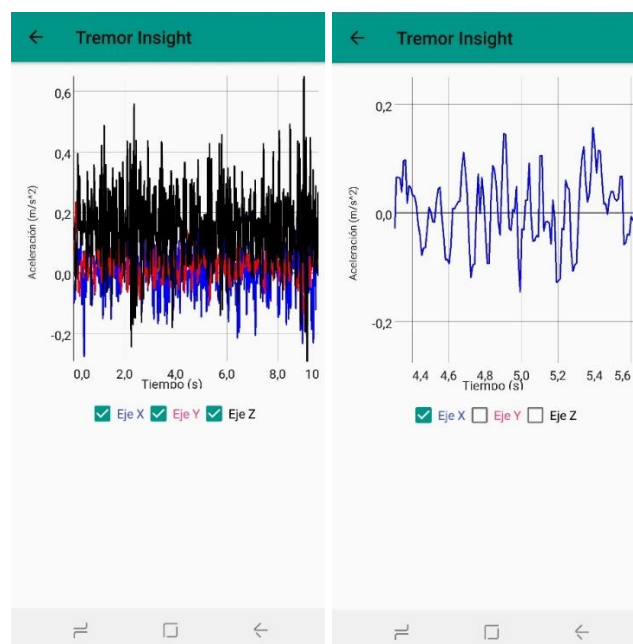 Tremor Insight
0,6
0,4
0,2
0,0
-0,2
Aceleración (m/s^2)
0,0 2,0 4,0 6,0 8,0 10
Tiempo (s)
Eje X Eje Y Eje Z
Tremor Insight
0,2
0,0
-0,2
Aceleración (m/s^2)
4,4 4,6 4,8 5,0 5,2 5,4 5,6
Tiempo (s)
Eje X Eje Y Eje Z